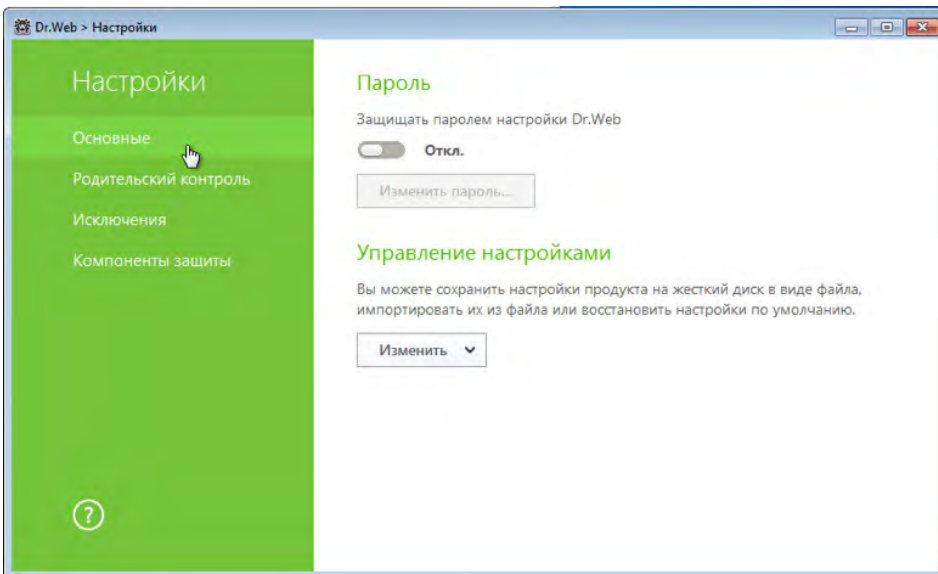 Dr.Web > Настройки
Настройки
Основные
Родительский контроль
Исключения
Компоненты защиты
?
Пароль
Защищать паролем настройки Dr.Web
Откл.
Изменить пароль...
Управление настройками
Вы можете сохранить настройки продукта на жесткий диск в виде файла,
импортировать их из файла или восстановить настройки по умолчанию.
Изменить